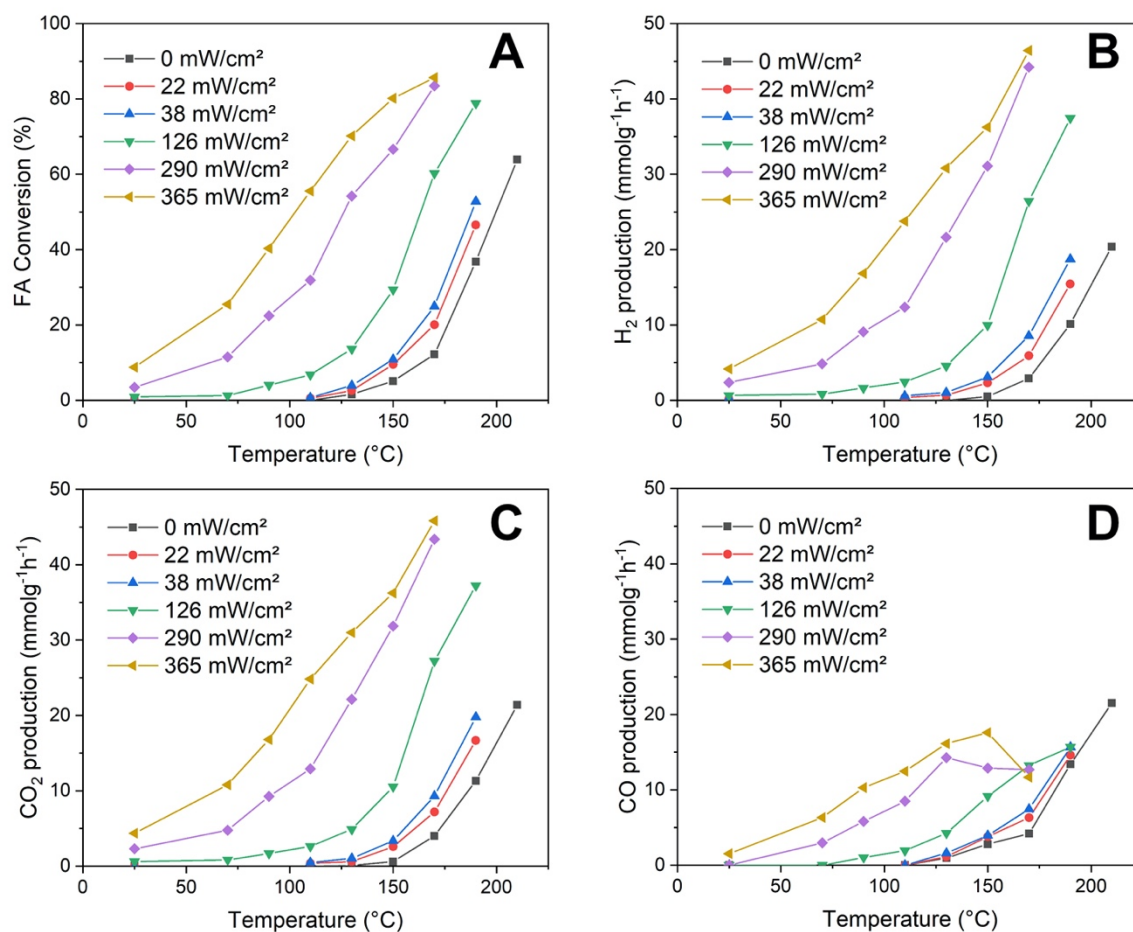 A
0 mW/cm²
22 mW/cm²
38 mW/cm²
126 mW/cm²
290 mW/cm²
365 mW/cm²
FA Conversion (%)
100
80
60
40
20
0
0 50 100 150 200
Temperature (°C)
B
0 mW/cm²
22 mW/cm²
38 mW/cm²
126 mW/cm²
290 mW/cm²
365 mW/cm²
H₂ production (mmolg⁻¹h⁻¹)
50
40
30
20
10
0
0 50 100 150 200
Temperature (°C)
C
0 mW/cm²
22 mW/cm²
38 mW/cm²
126 mW/cm²
290 mW/cm²
365 mW/cm²
CO₂ production (mmolg⁻¹h⁻¹)
50
40
30
20
10
0
0 50 100 150 200
Temperature (°C)
D
0 mW/cm²
22 mW/cm²
38 mW/cm²
126 mW/cm²
290 mW/cm²
365 mW/cm²
CO production (mmolg⁻¹h⁻¹)
50
40
30
20
10
0
0 50 100 150 200
Temperature (°C)